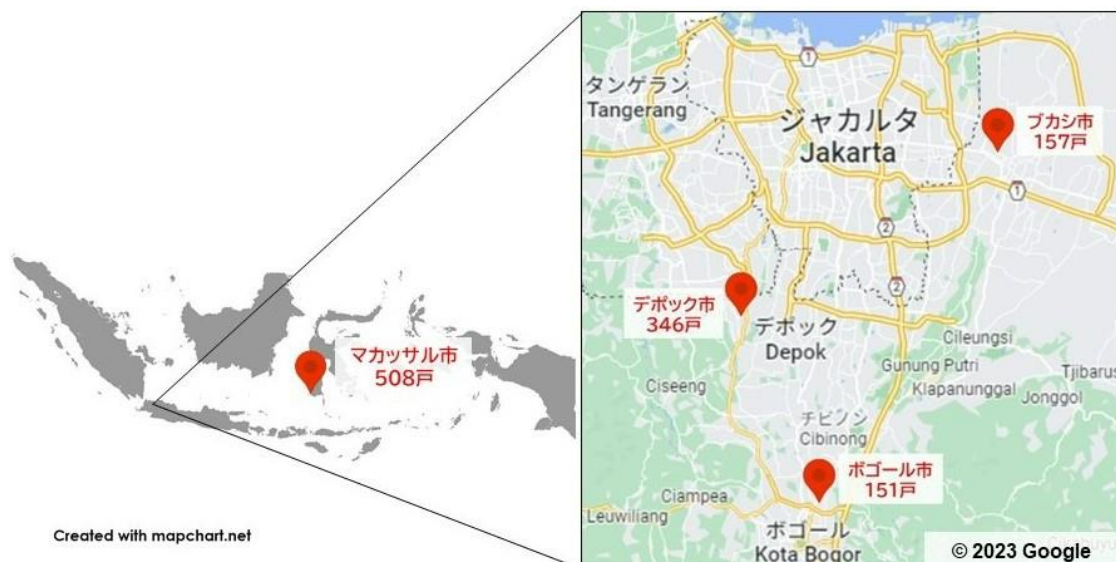 マカッサル市
508戸
Created with mapchart.net
タンゲラン
Tangerang
ジャカルタ
Jakarta
1
ブカシ市
157戸
1
2
2
デポック市
346戸
デポック
Depok
Cileungsi
Gunung Putri
Ciseeng
Klapanunggal
Tjibarus
Jonggol
チビノン
Cibinong
ボゴール市
151戸
Ciampea
Leuwiliang
ボゴール
Kota Bogor
© 2023 Google